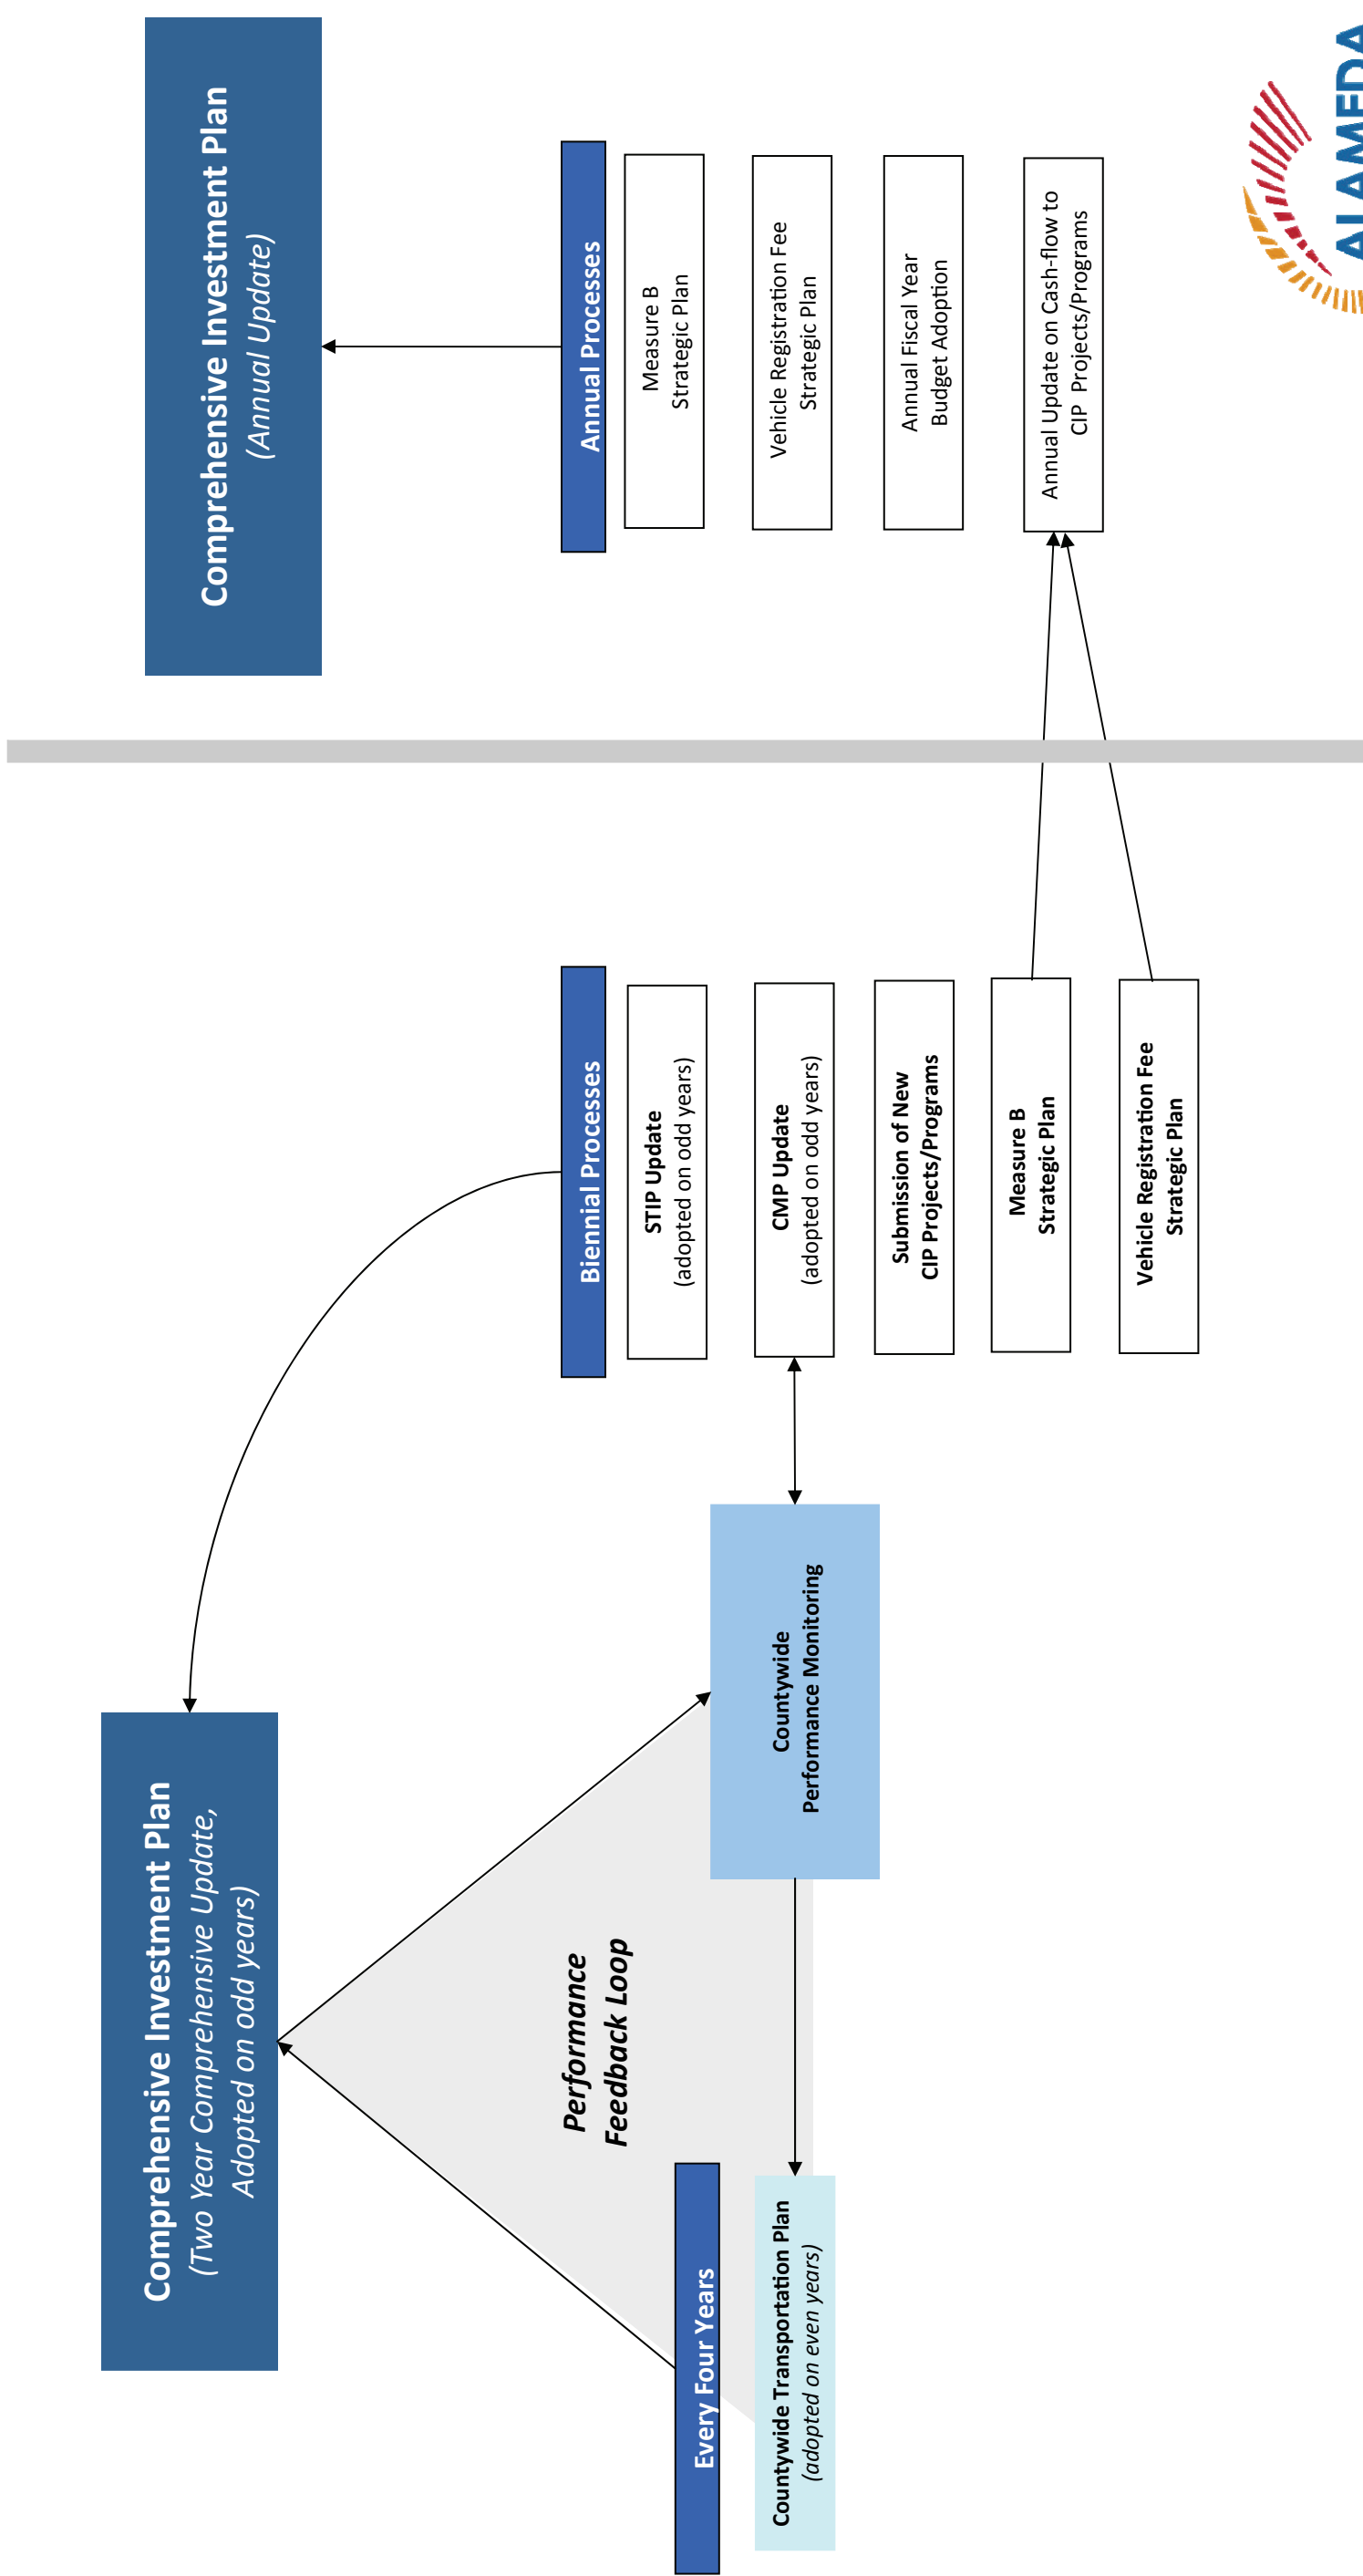 Comprehensive Investment Plan
(Two Year Comprehensive Update,
Adopted on odd years)
Performance
Feedback Loop
Every Four Years
Countywide Transportation Plan
(adopted on even years)
Countywide
Performance Monitoring
Biennial Processes
STIP Update
(adopted on odd years)
CMP Update
(adopted on odd years)
Submission of New
CIP Projects/Programs
Measure B
Strategic Plan
Vehicle Registration Fee
Strategic Plan
Comprehensive Investment Plan
(Annual Update)
Annual Processes
Measure B
Strategic Plan
Vehicle Registration Fee
Strategic Plan
Annual Fiscal Year
Budget Adoption
Annual Update on Cash-flow to
CIP Projects/Programs
ALAMEDA